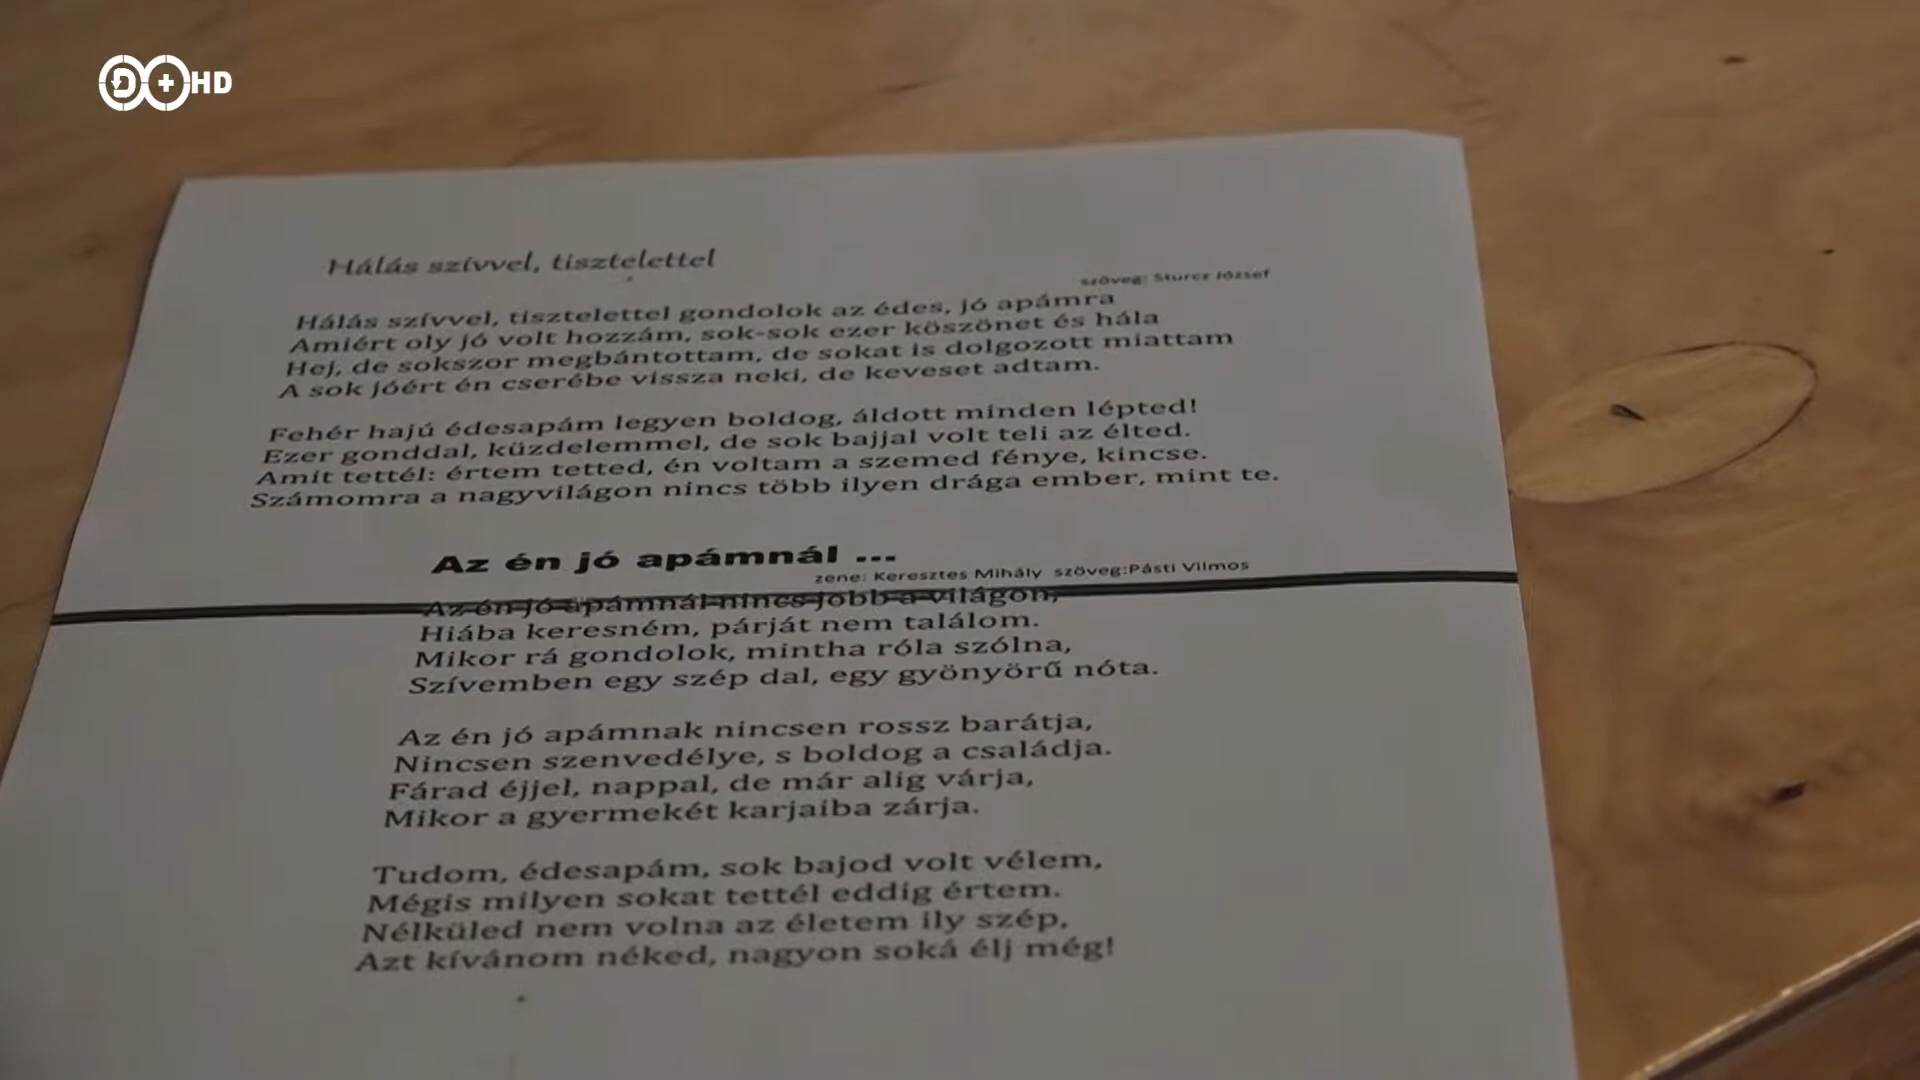 Đ+HD
Hálás szívvel, tisztelettel
szöveg: Sturcz József
Hálás szívvel, tisztelettel gondolok az édes, jó apámra
Amiért oly jó volt hozzám, sok-sok ezer köszönet és hála
Hej, de sokszor megbántottam, de sokat is dolgozott miattam
A sok jóért én cserébe vissza neki, de keveset adtam.
Fehér hajú édesapám legyen boldog, áldott minden lépted!
Ezer gonddal, küzdelemmel, de sok bajjal volt teli az élted.
Amit tettél: értem tetted, én voltam a szemed fénye, kincse.
Számomra a nagyvilágon nincs több ilyen drága ember, mint te.
Az én jó apámnál ...
zene: Keresztes Mihály szöveg:Pásti Vilmos
Az én jó apámnál nincs jobb a világon,
Hiába keresném, párját nem találom.
Mikor rá gondolok, mintha róla szólna,
Szívemben egy szép dal, egy gyönyörű nóta.
Az én jó apámnak nincsen rossz barátja,
Nincsen szenvedélye, s boldog a családja.
Fárad éjjel, nappal, de már alig várja,
Mikor a gyermekét karjaiba zárja.
Tudom, édesapám, sok bajod volt vélem,
Mégis milyen sokat tettél eddig értem.
Nélküled nem volna az életem ily szép,
Azt kívánom néked, nagyon soká élj még!